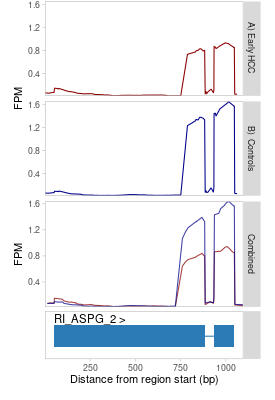 1.6
1.2
0.8
0.4
FPM
A) Early HCC
1.6
1.2
0.8
0.4
B) Controls
1.6
1.2
0.8
0.4
FPM
Combined
RI_ASPG_2 >
250 500 750 1000
Distance from region start (bp)